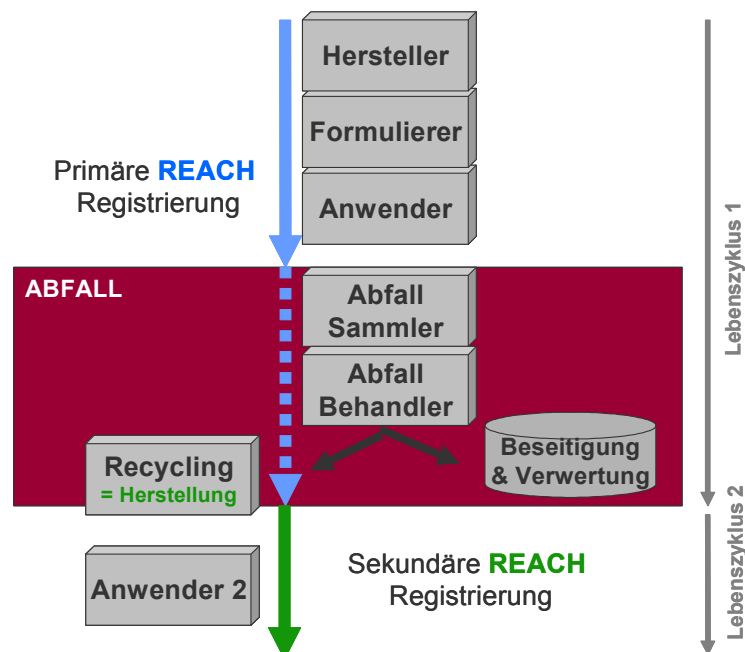 Hersteller
Formulierer
Primäre REACH
Registrierung
Anwender
Lebenszyklus 1
ABFALL
Abfall
Sammler
Abfall
Behandler
Recycling
= Herstellung
Beseitigung
& Verwertung
Anwender 2
Sekundäre REACH
Registrierung
Lebenszyklus 2